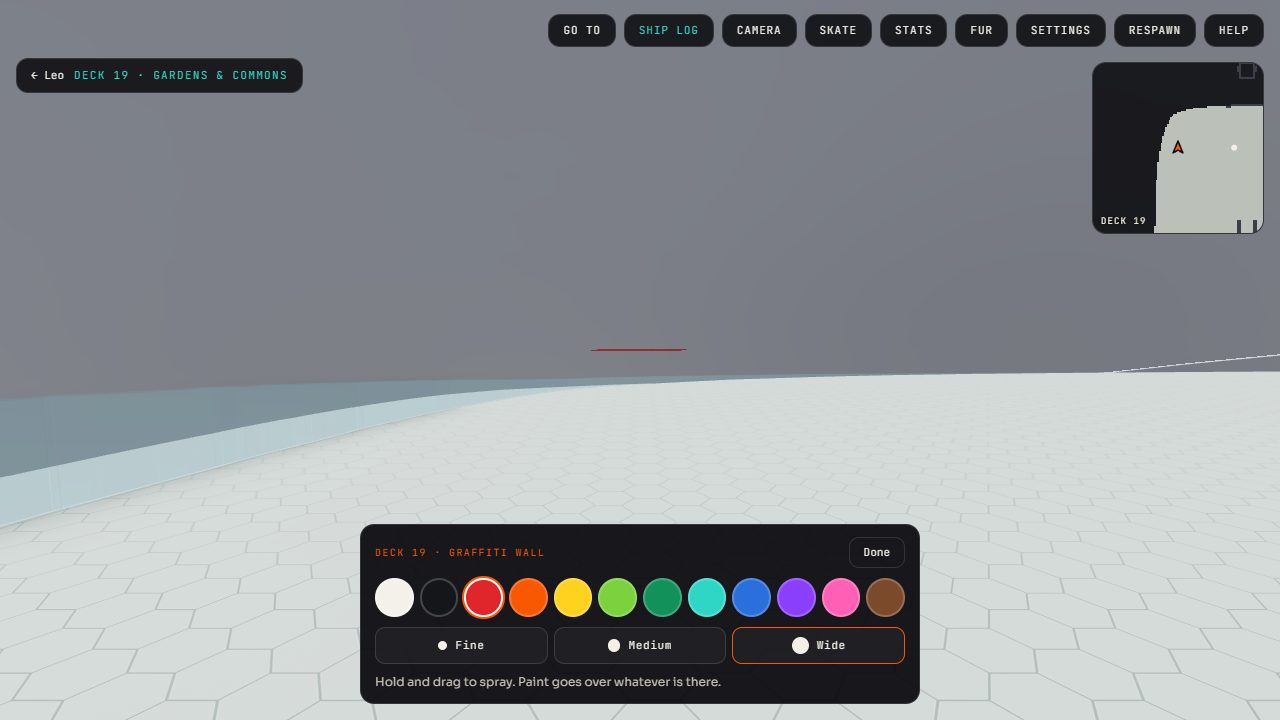 GO TO
SHIP LOG
CAMERA
SKATE
STATS
FUR
SETTINGS
RESPAWN
HELP
← Leo DECK 19 · GARDENS & COMMONS
DECK 19
DECK 19 · GRAFFITI WALL
Done
Fine
Medium
Wide
Hold and drag to spray. Paint goes over whatever is there.